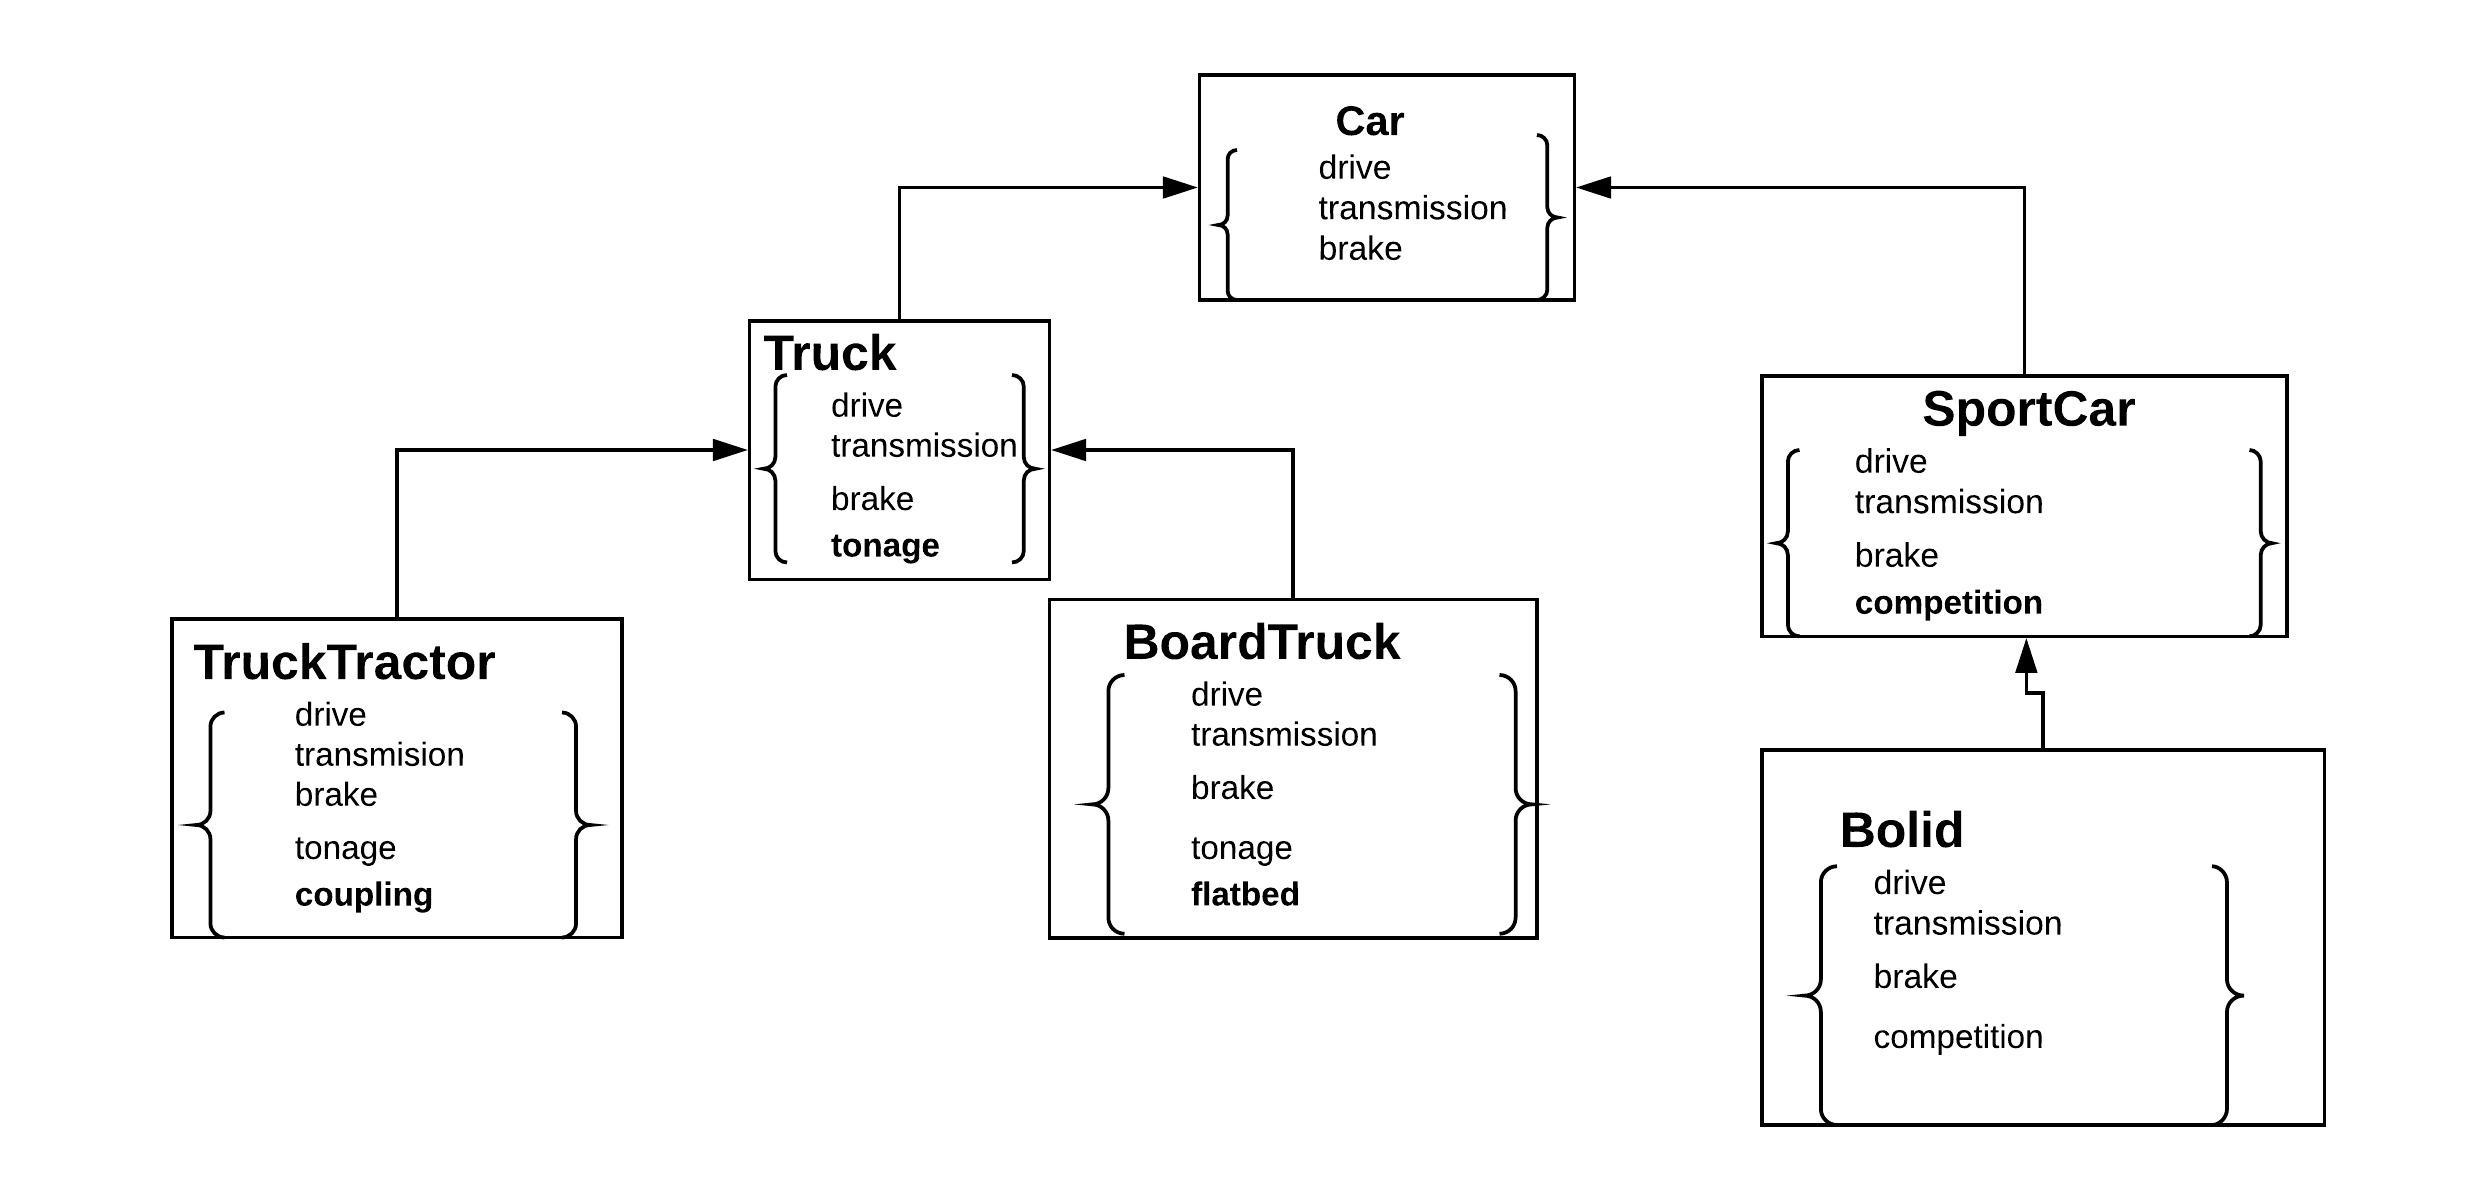 Car
drive
transmission
brake
Truck
drive
transmission
brake
tonage
SportCar
drive
transmission
brake
competition
TruckTractor
drive
transmision
brake
tonage
coupling
BoardTruck
drive
transmission
brake
tonage
flatbed
Bolid
drive
transmission
brake
competition